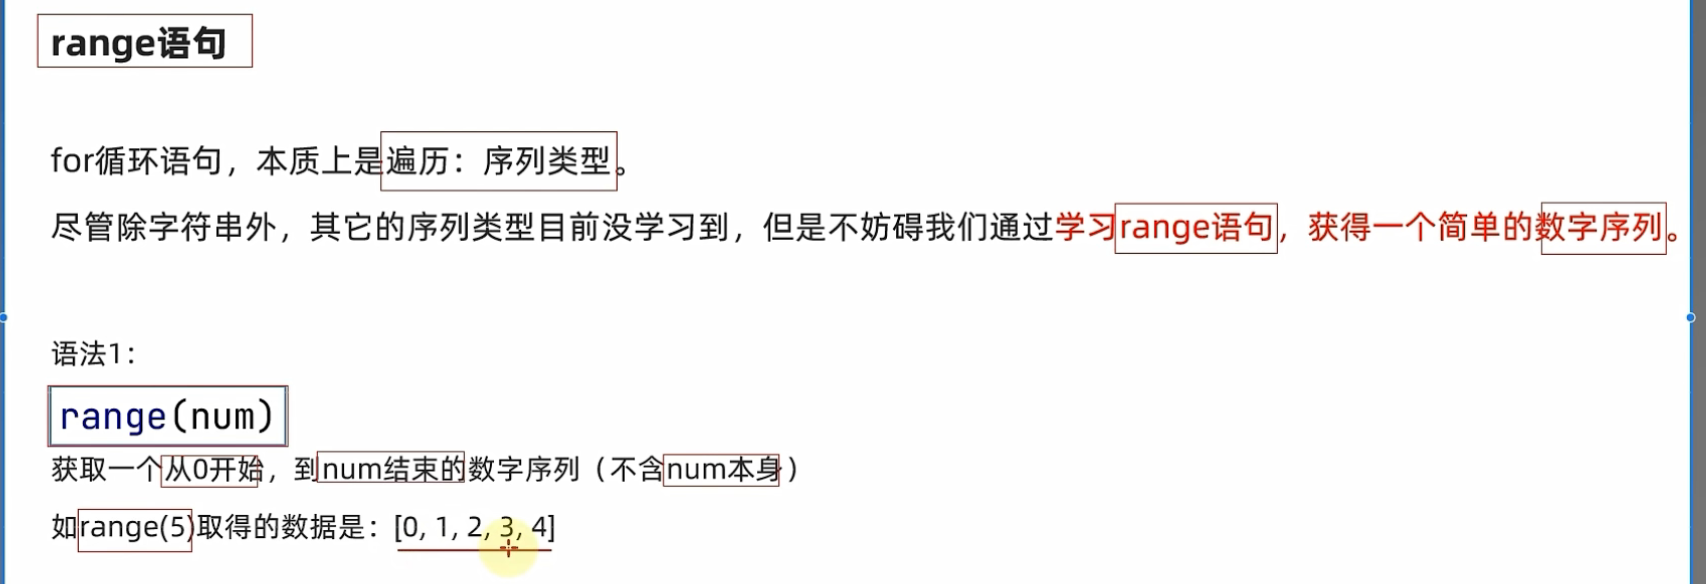 range语句
for循环语句，本质上是遍历：序列类型。
尽管除字符串外，其它的序列类型目前没学习到，但是不妨碍我们通过学习range语句，获得一个简单的数字序列。
语法1：
range(num)
获取一个从0开始，到num结束的数字序列（不含num本身）
如range(5)取得的数据是：[0, 1, 2, 3, 4]